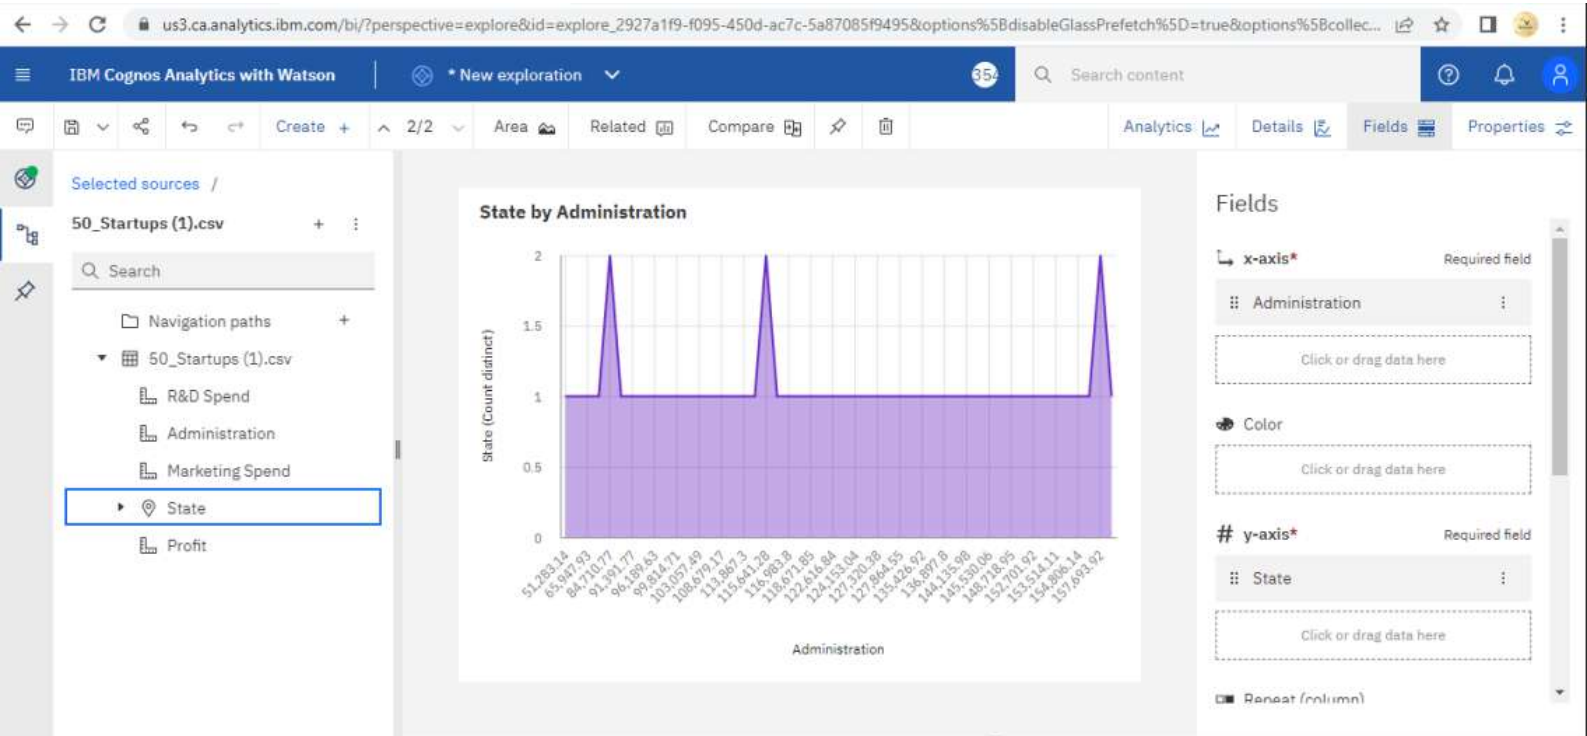 us3.ca.analytics.ibm.com/bi/?perspective=explore&id=explore_2927a1f9-f095-450d-ac7c-5a87085f9495&options%5BdisableGlassPrefetch%5D=true&options%5Bcollec...
IBM Cognos Analytics with Watson
* New exploration
354
Search content
Create +
2/2
Area
Related
Compare
Analytics
Details
Fields
Properties
Selected sources /
50_Startups (1).csv
Search
Navigation paths
50_Startups (1).csv
R&D Spend
Administration
Marketing Spend
State
Profit
State by Administration
State (Count distinct)
2
1.5
1
0.5
0
51,283.14
65,947.93
84,710.77
91,391.77
96,189.63
99,814.71
103,057.49
108,679.17
113,867.3
115,641.28
116,983.8
118,671.85
122,616.84
124,153.04
127,320.38
127,864.55
135,426.92
136,897.8
144,135.98
145,530.06
148,718.95
152,701.92
153,514.11
154,806.14
157,693.92
Administration
Fields
x-axis*
Required field
Administration
Click or drag data here
Color
Click or drag data here
# y-axis*
Required field
State
Click or drag data here
Repeat (column)